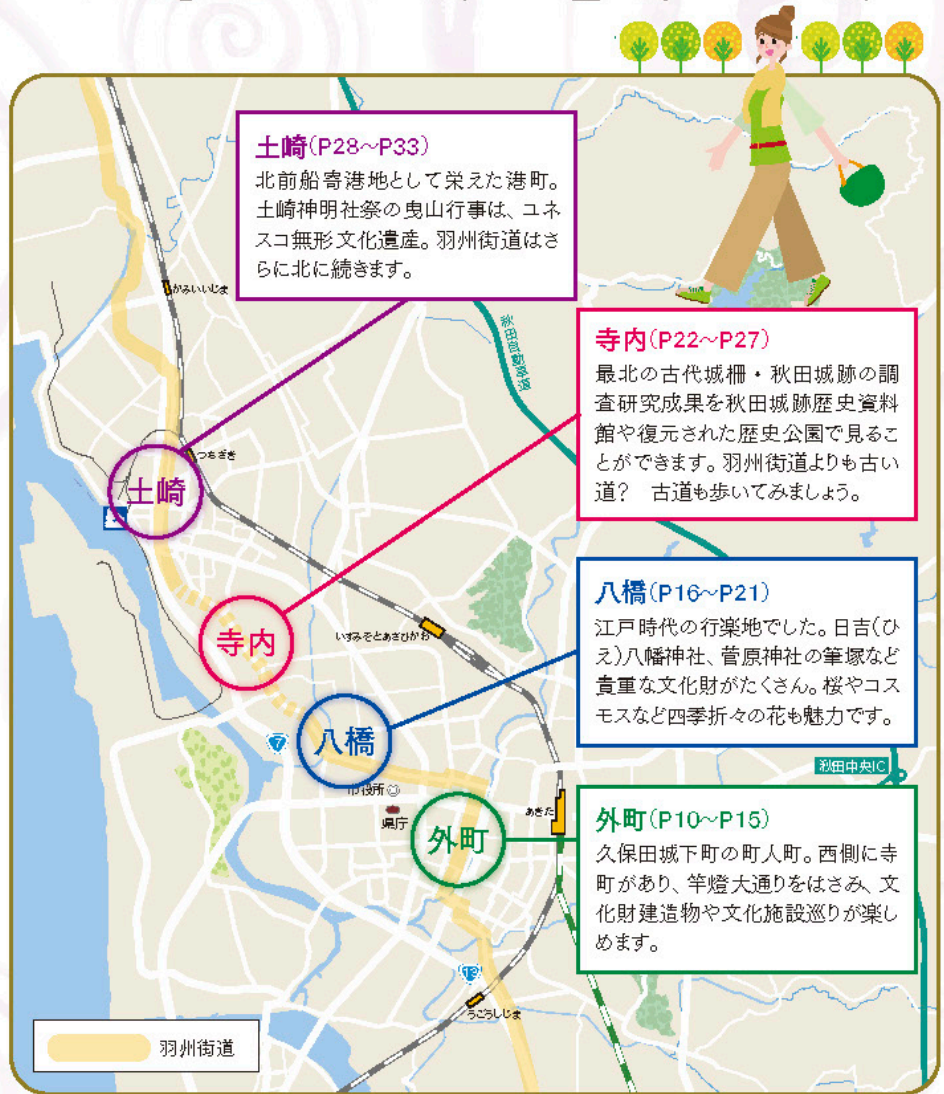 土崎(P28~P33)
北前船寄港地として栄えた港町。
土崎神明社祭の曳山行事は、ユネ
スコ無形文化遺産。羽州街道はさ
らに北に続きます。
かみいいじま
秋田自動車道
寺内(P22~P27)
最北の古代城柵・秋田城跡の調
査研究成果を秋田城跡歴史資料
館や復元された歴史公園で見るこ
とができます。羽州街道よりも古い
道？　古道も歩いてみましょう。
つちざき
土崎
寺内
いずみそとあさひかわ
八橋(P16~P21)
江戸時代の行楽地でした。日吉(ひ
え)八幡神社、菅原神社の筆塚など
貴重な文化財がたくさん。桜やコス
モスなど四季折々の花も魅力です。
7
八橋
秋田中央IC
市役所
県庁
あきた
外町
外町(P10~P15)
久保田城下町の町人町。西側に寺
町があり、竿燈大通りをはさみ、文
化財建造物や文化施設巡りが楽し
めます。
13
うごうしじま
羽州街道